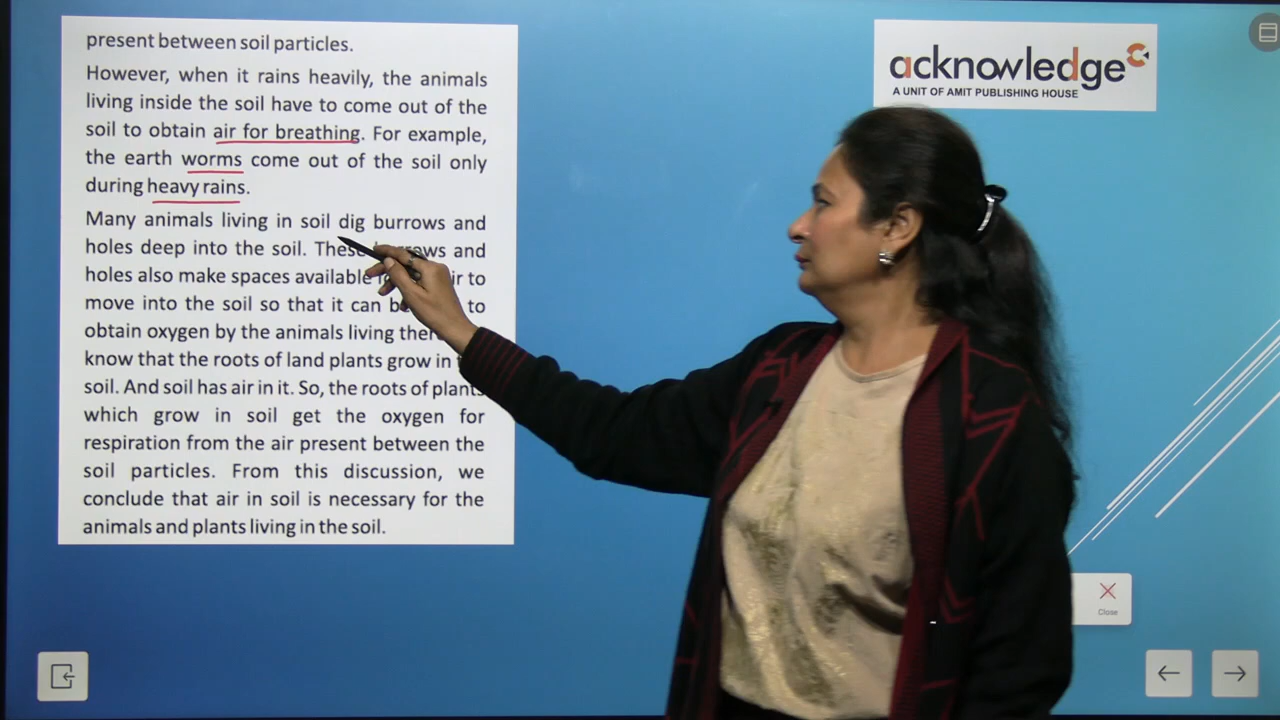 present between soil particles.
However, when it rains heavily, the animals
living inside the soil have to come out of the
soil to obtain air for breathing. For example,
the earth worms come out of the soil only
during heavy rains.
Many animals living in soil dig burrows and
holes deep into the soil. These and
holes also make spaces available to
move into the soil so that it can to
obtain oxygen by the animals living
know that the roots of land plants grow in
soil. And soil has air in it. So, the roots of plants
which grow in soil get the oxygen for
respiration from the air present between the
soil particles. From this discussion, we
conclude that air in soil is necessary for the
animals and plants living in the soil.
acknowledge
A UNIT OF AMIT PUBLISHING HOUSE
Close